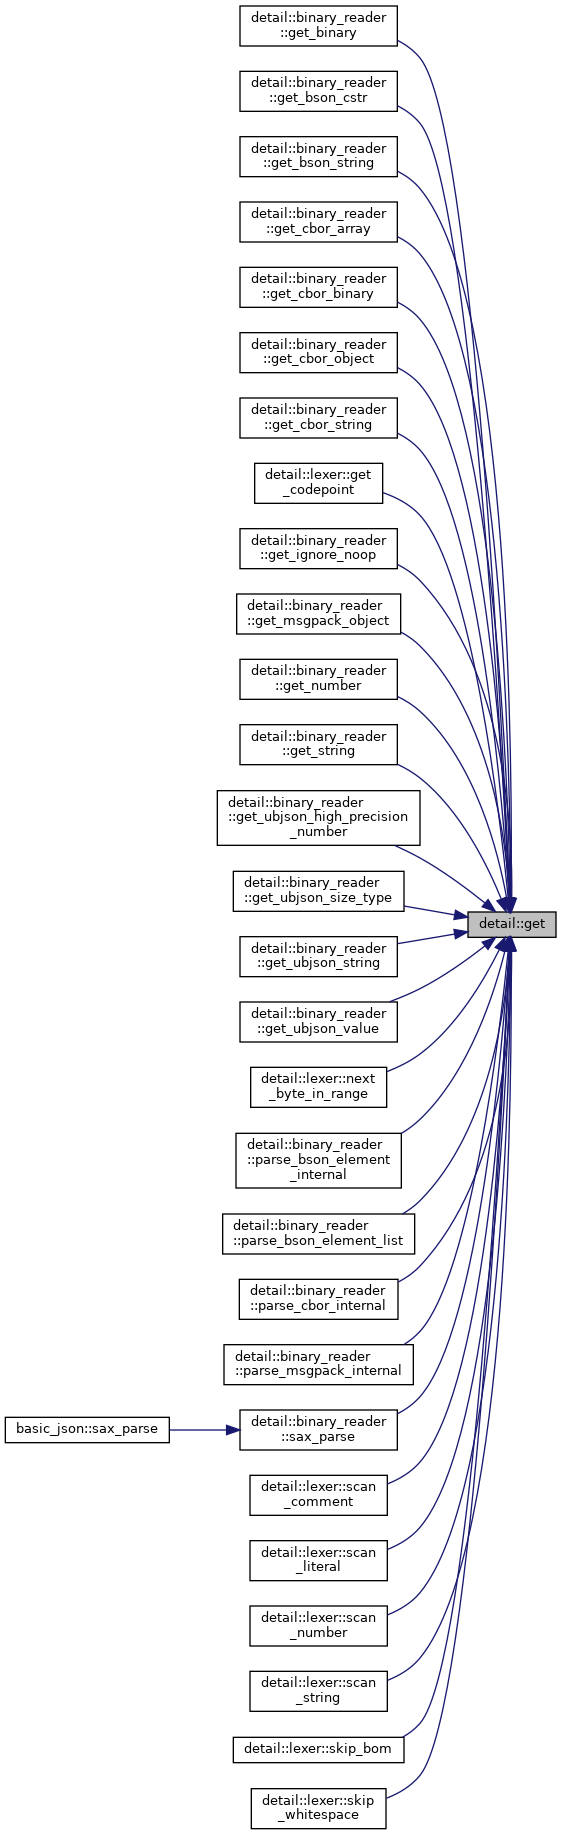 detail::binary_reader
::get_binary
detail::binary_reader
::get_bson_cstr
detail::binary_reader
::get_bson_string
detail::binary_reader
::get_cbor_array
detail::binary_reader
::get_cbor_binary
detail::binary_reader
::get_cbor_object
detail::binary_reader
::get_cbor_string
detail::lexer::get
_codepoint
detail::binary_reader
::get_ignore_noop
detail::binary_reader
::get_msgpack_object
detail::binary_reader
::get_number
detail::binary_reader
::get_string
detail::binary_reader
::get_ubjson_high_precision
_number
detail::binary_reader
::get_ubjson_size_type
detail::get
detail::binary_reader
::get_ubjson_string
detail::binary_reader
::get_ubjson_value
detail::lexer::next
_byte_in_range
detail::binary_reader
::parse_bson_element
_internal
detail::binary_reader
::parse_bson_element_list
detail::binary_reader
::parse_cbor_internal
detail::binary_reader
::parse_msgpack_internal
basic_json::sax_parse
detail::binary_reader
::sax_parse
detail::lexer::scan
_comment
detail::lexer::scan
_literal
detail::lexer::scan
_number
detail::lexer::scan
_string
detail::lexer::skip_bom
detail::lexer::skip
_whitespace